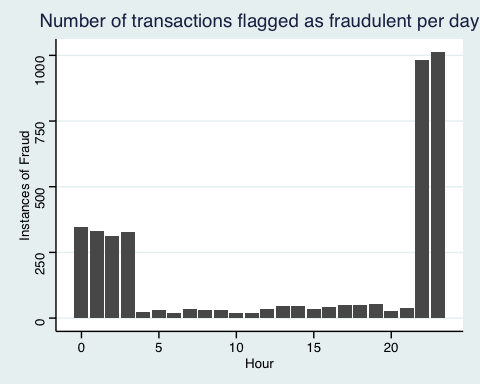 Number of transactions flagged as fraudulent per day
Instances of Fraud
1000
750
500
250
0
0 5 10 15 20
Hour